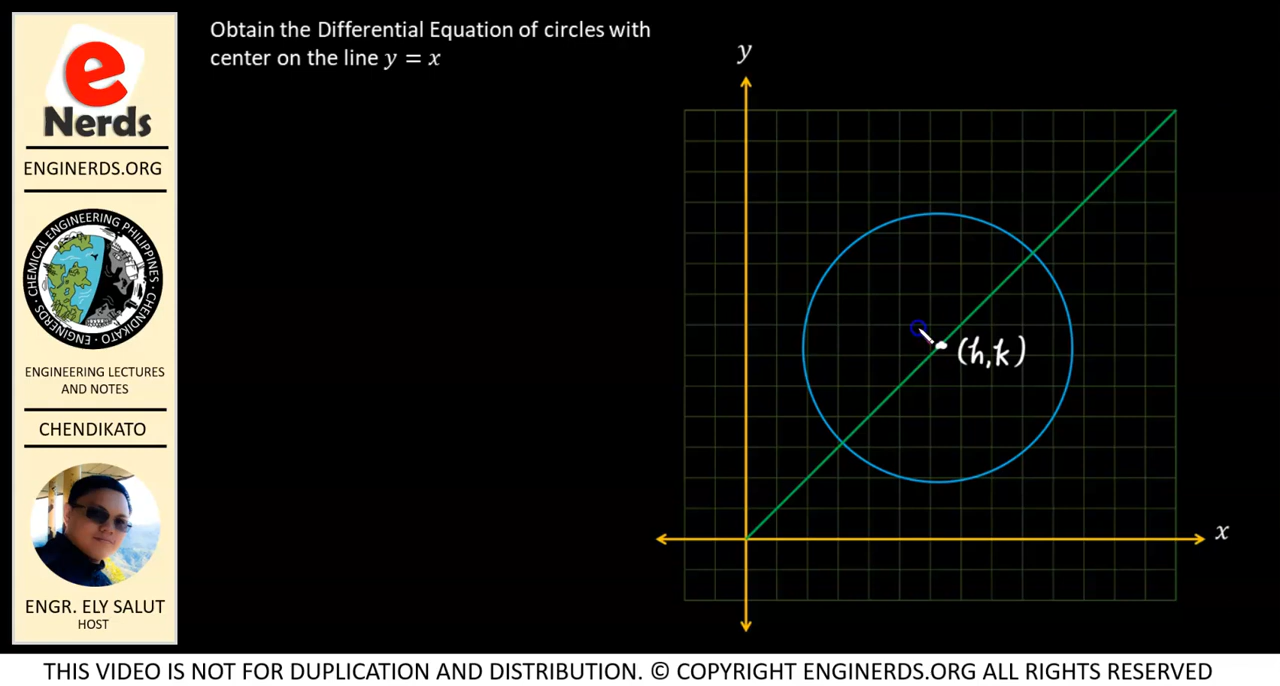 Obtain the Differential Equation of circles with
center on the line y = x
e
Nerds
ENGINERDS.ORG
CHEMICAL ENGINEERING PHILIPPINES
· ENGINERDS · CHENDIKATO ·
ENGINEERING LECTURES
AND NOTES
CHENDIKATO
ENGR. ELY SALUT
HOST
y
(h,k)
x
THIS VIDEO IS NOT FOR DUPLICATION AND DISTRIBUTION. © COPYRIGHT ENGINERDS.ORG ALL RIGHTS RESERVED